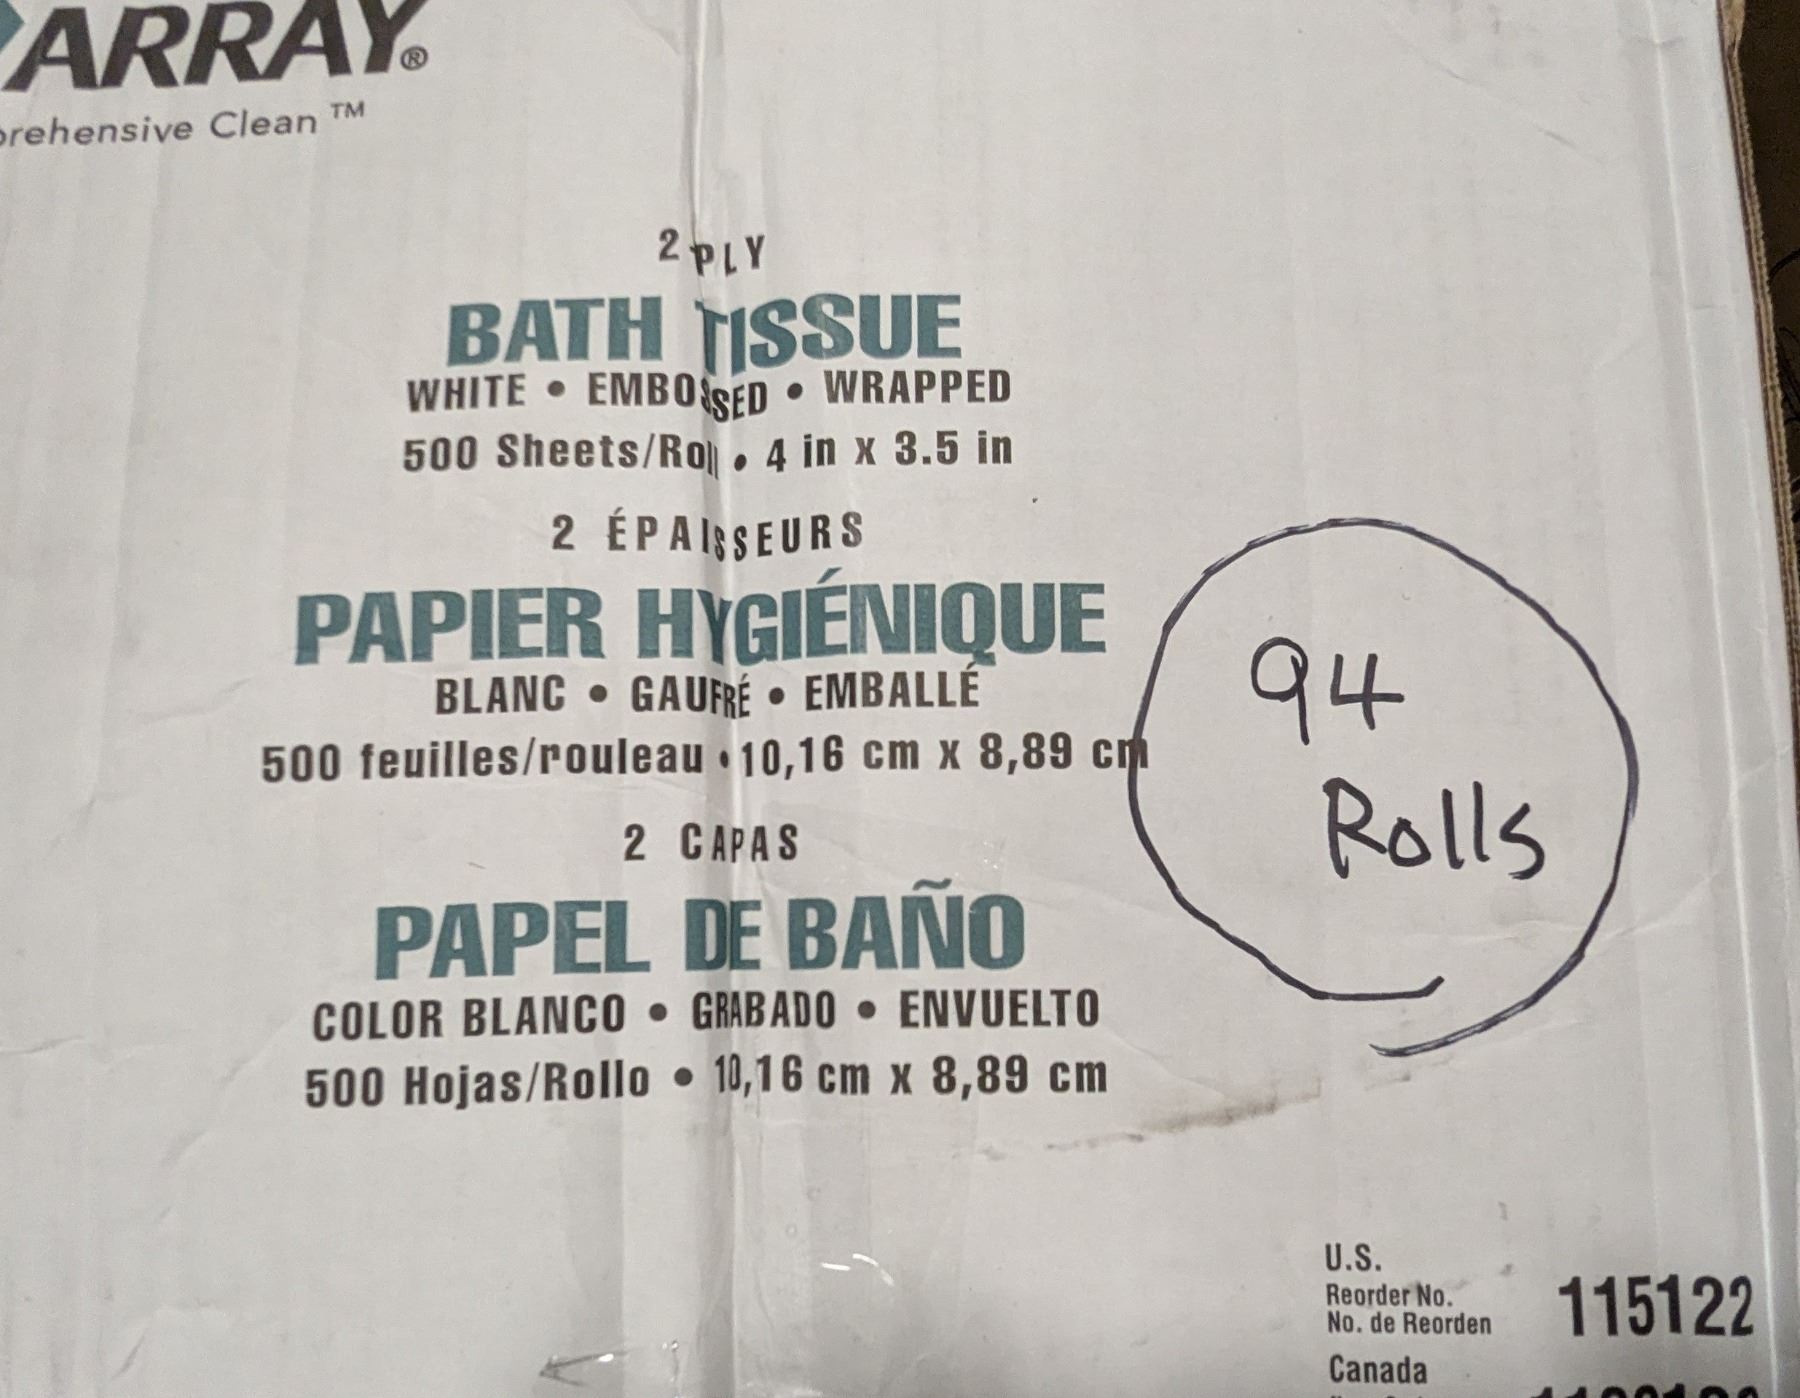 ARRAY®
Clean™
2 PLY
BATH TISSUE
WHITE • EMBOSSED • WRAPPED
500 Sheets/Roll • 4 in x 3.5 in
2 ÉPAISSEURS
PAPIER HYGIÉNIQUE
BLANC • GAUFRÉ • EMBALLÉ
500 feuilles/rouleau • 10,16 cm x 8,89 cm
94
Rolls
2 CAPAS
PAPEL DE BAÑO
COLOR BLANCO • GRABADO • ENVUELTO
500 Hojas/Rollo • 10,16 cm x 8,89 cm
U.S.
Reorder No.
No. de Reorden
115122
Canada